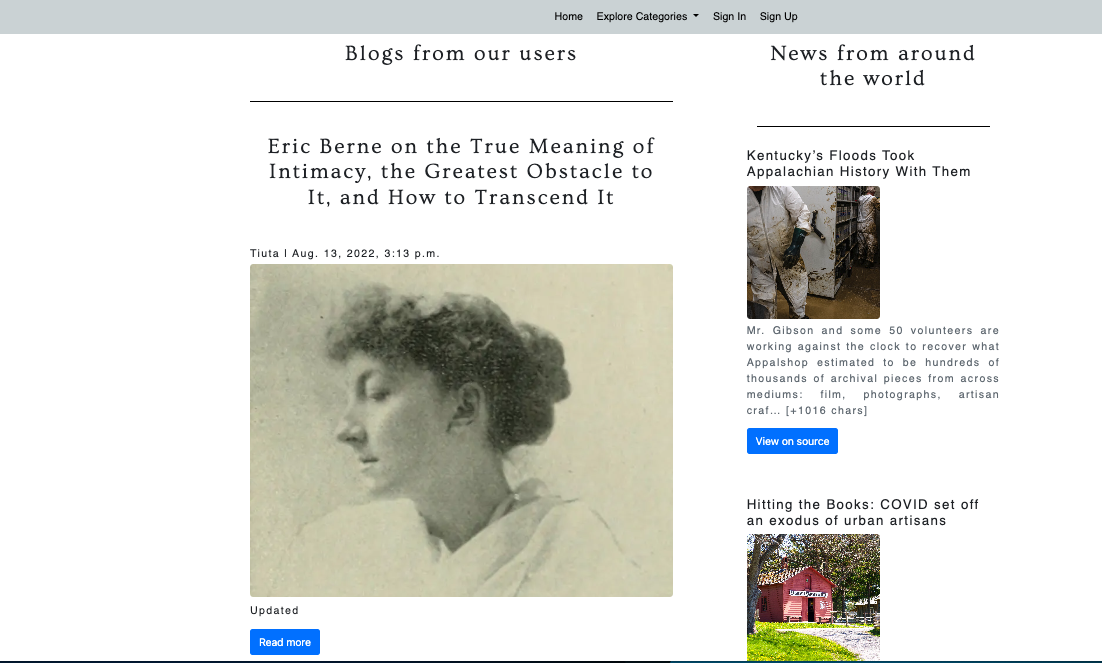 Home Explore Categories Sign In Sign Up
Blogs from our users
Eric Berne on the True Meaning of
Intimacy, the Greatest Obstacle to
It, and How to Transcend It
Tiuta | Aug. 13, 2022, 3:13 p.m.
Updated
Read more
News from around
the world
Kentucky’s Floods Took
Appalachian History With Them
Mr. Gibson and some 50 volunteers are
working against the clock to recover what
Appalshop estimated to be hundreds of
thousands of archival pieces from across
mediums: film, photographs, artisan
craf… [+1016 chars]
View on source
Hitting the Books: COVID set off
an exodus of urban artisans